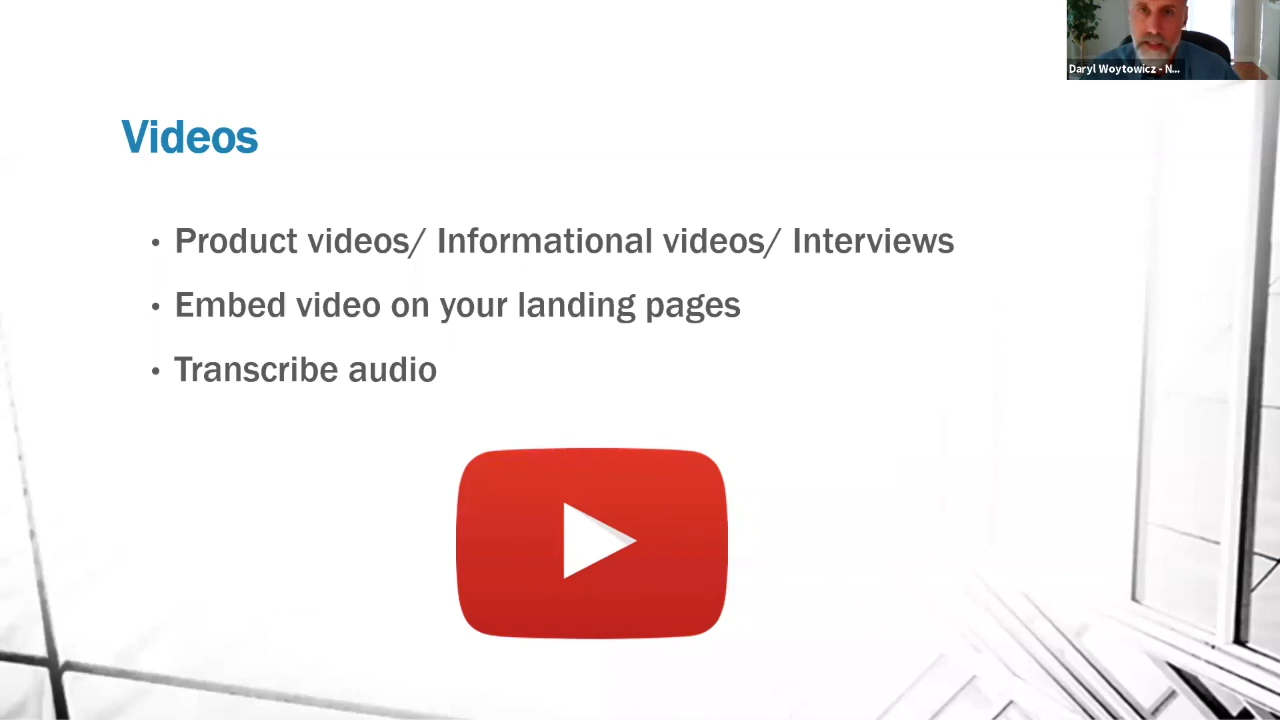 Daryl Woytowicz - N...
Videos
• Product videos/ Informational videos/ Interviews
• Embed video on your landing pages
• Transcribe audio